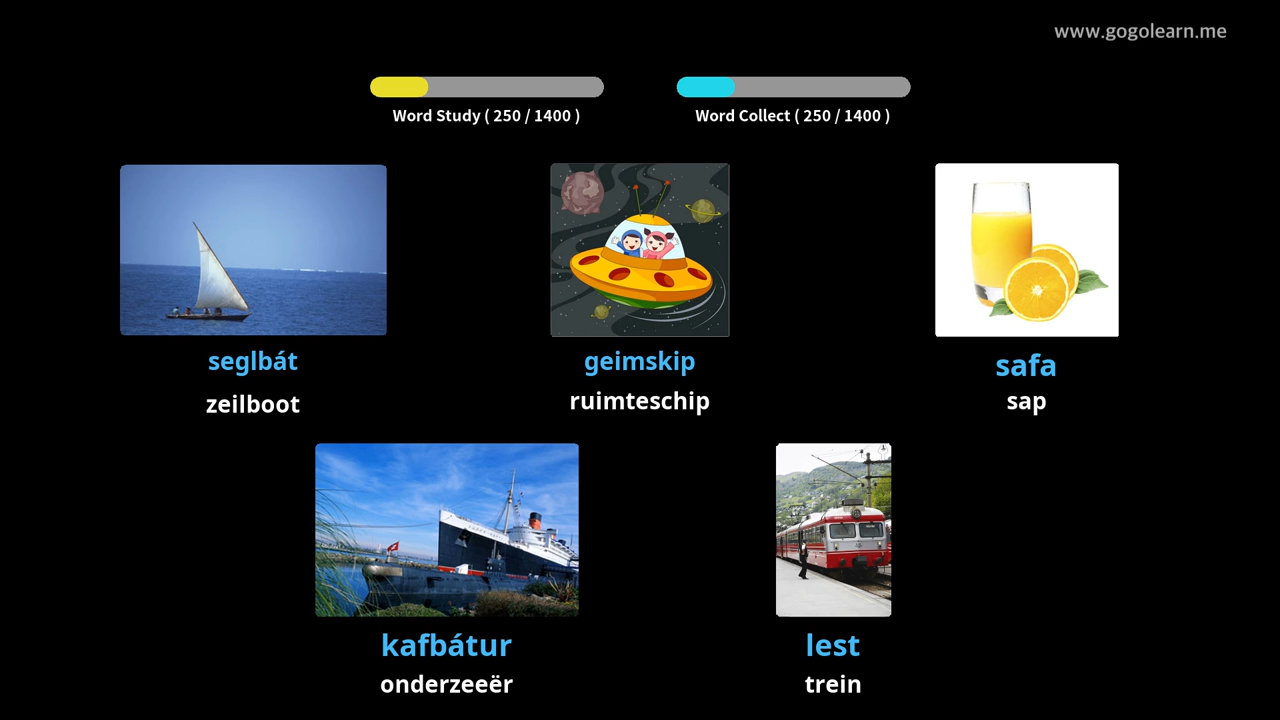 www.gogolearn.me
Word Study ( 250 / 1400 )
Word Collect ( 250 / 1400 )
seglbát
zeilboot
geimskip
ruimteschip
safa
sap
kafbátur
onderzeeër
lest
trein